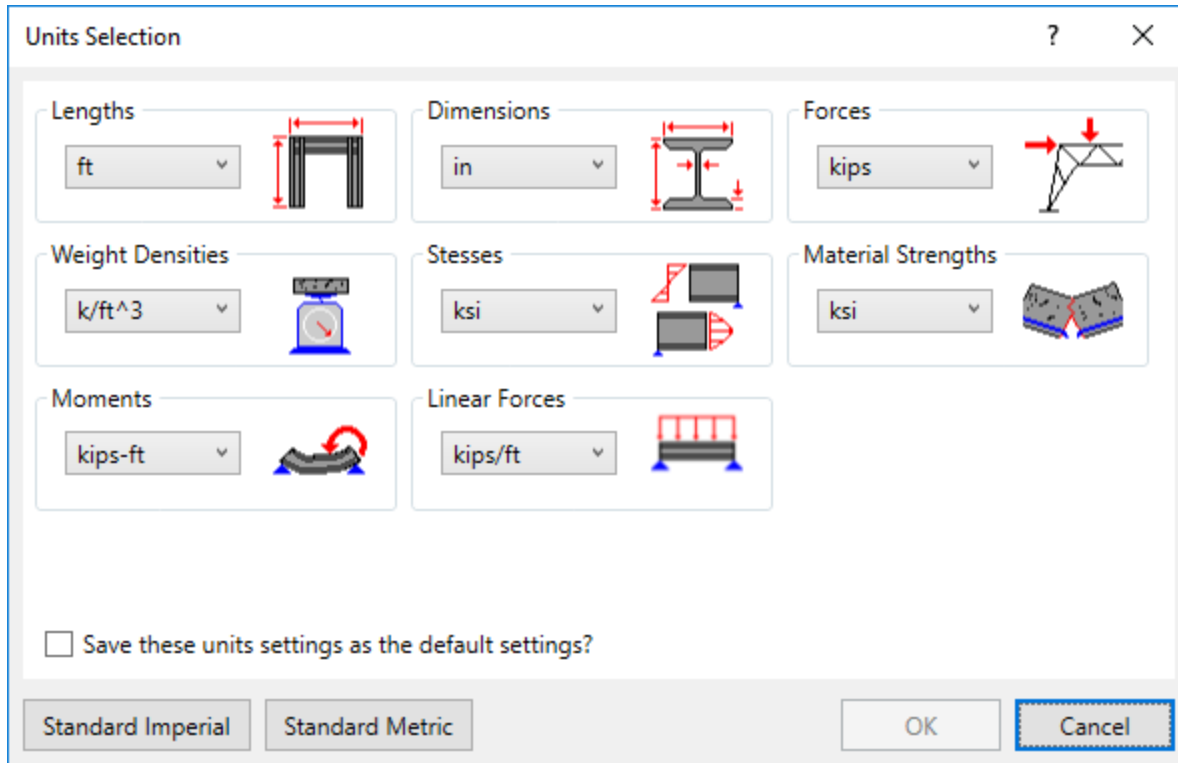 Units Selection ?
Lengths Dimensions Forces
ft in kips
Weight Densities Stesses Material Strengths
k/ft^3 ksi ksi
Moments Linear Forces
kips-ft kips/ft
Save these units settings as the default settings?
Standard Imperial Standard Metric OK Cancel